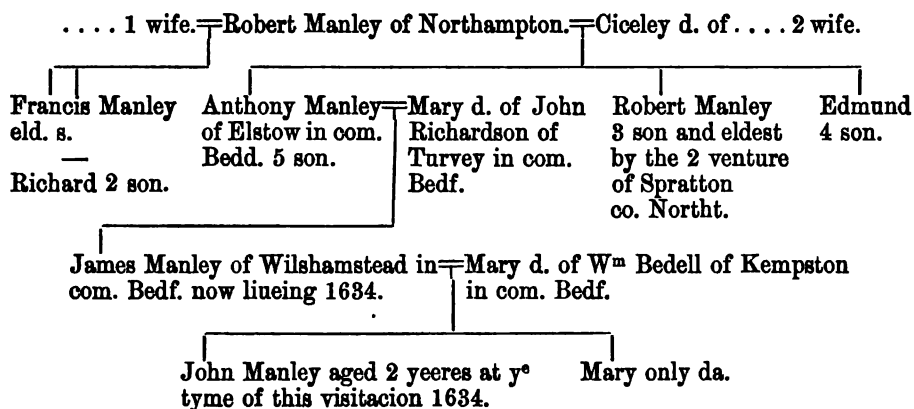 . . . . 1 wife.=Robert Manley of Northampton.=Ciceley d. of . . . . 2 wife.
Francis Manley
eld. s.
—
Richard 2 son.
Anthony Manley=Mary d. of John
of Elstow in com. Richardson of
Bedd. 5 son. Turvey in com.
Bedf.
Robert Manley
3 son and eldest
by the 2 venture
of Spratton
co. Northt.
Edmund
4 son.
James Manley of Wilshamstead in=Mary d. of Wᵐ Bedell of Kempston
com. Bedf. now liueing 1634. in com. Bedf.
John Manley aged 2 yeeres at yᵉ
tyme of this visitacion 1634.
Mary only da.